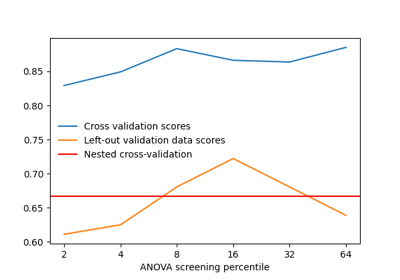 0.85
0.80
0.75
0.70
0.65
0.60
Cross validation scores
Left-out validation data scores
Nested cross-validation
2 4 8 16 32 64
ANOVA screening percentile